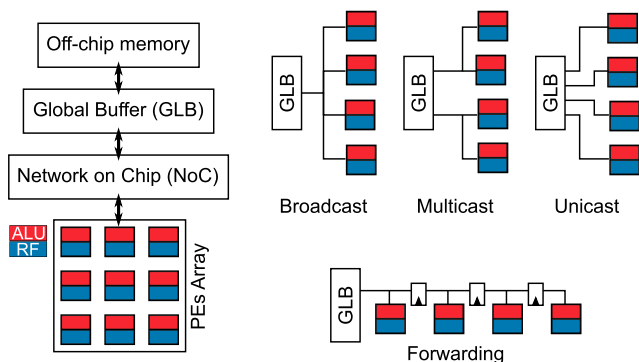 Off-chip memory
Global Buffer (GLB)
Network on Chip (NoC)
ALU
RF
PEs Array
GLB
Broadcast
GLB
Multicast
GLB
Unicast
GLB
Forwarding